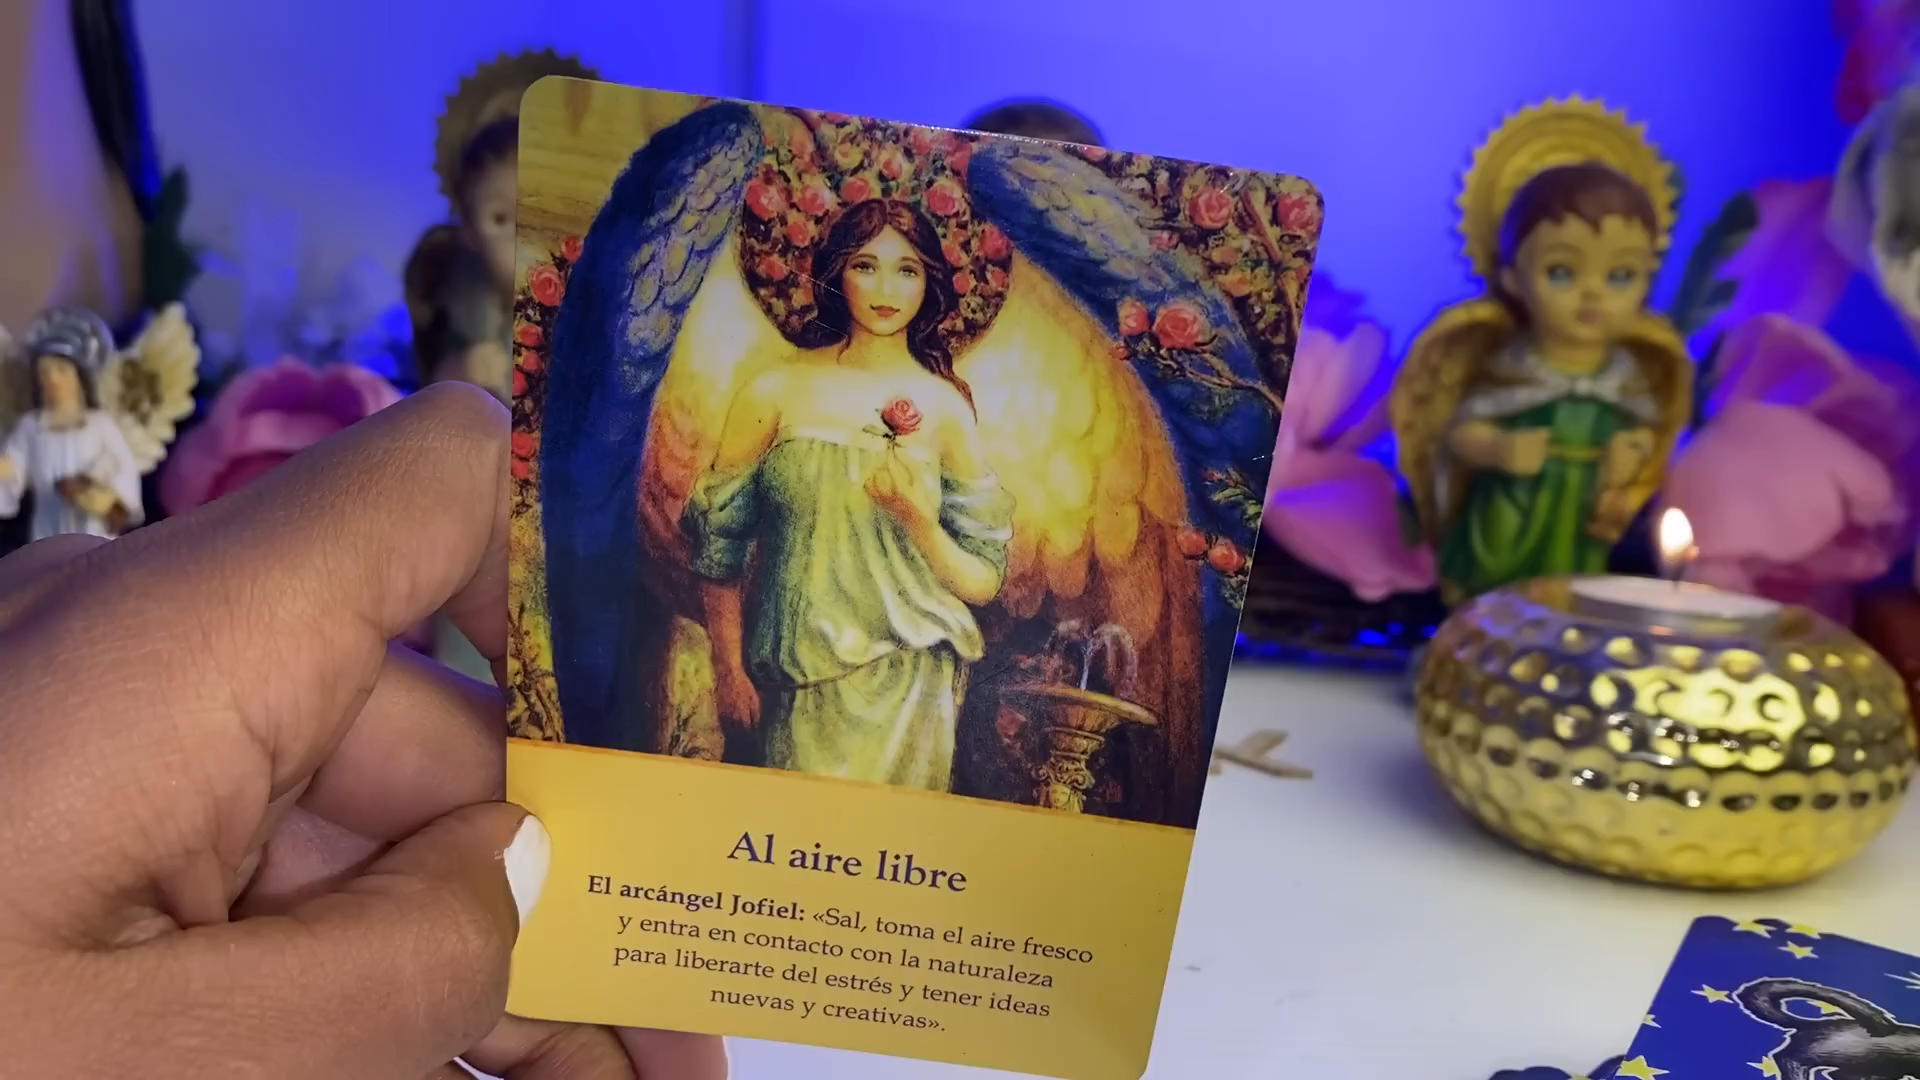 Al aire libre
El arcángel Jofiel: «Sal, toma el aire fresco
y entra en contacto con la naturaleza
para liberarte del estrés y tener ideas
nuevas y creativas».